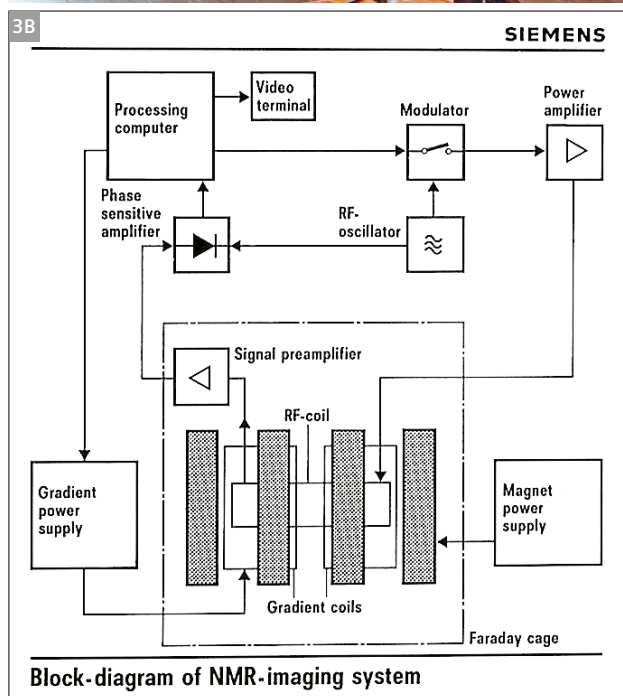 3B
SIEMENS
Processing
computer
Video
terminal
Modulator
Power
amplifier
Phase
sensitive
amplifier
RF-
oscillator
Signal preamplifier
RF-coil
Gradient
power
supply
Magnet
power
supply
Gradient coils
Faraday cage
Block-diagram of NMR-imaging system